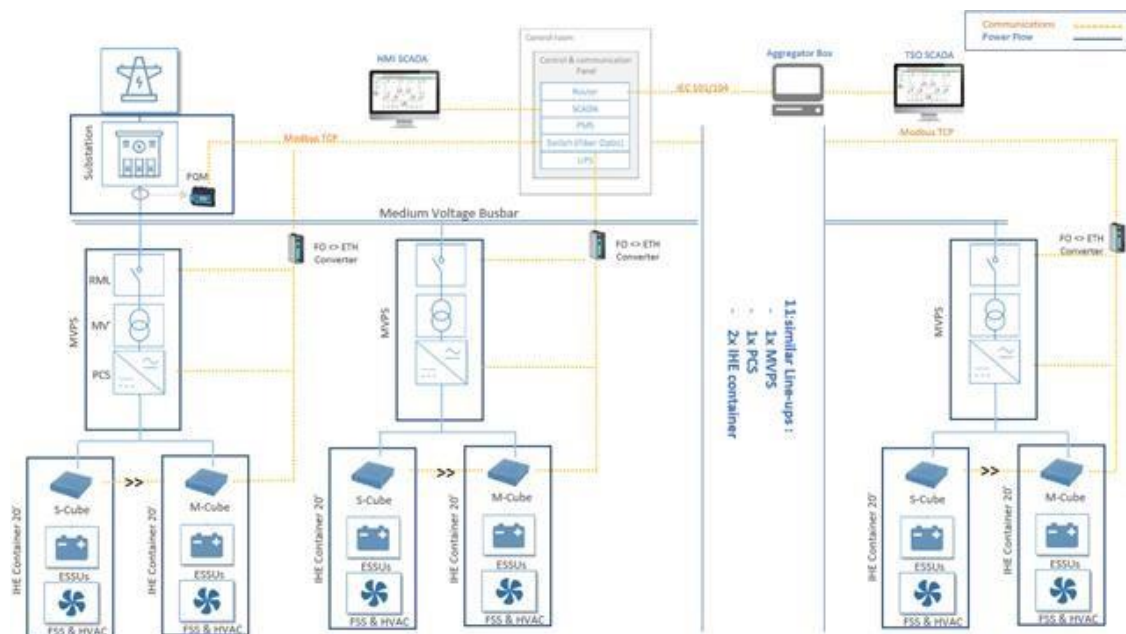 Communications
Power Flow
Control room
HMI SCADA
Control & communication
Panel
Router
SCADA
PMS
Switch (Fiber Optic)
UPS
IEC 101/104
Aggregator Box
TSO SCADA
Substation
PQM
Modbus TCP
Modbus TCP
Medium Voltage Busbar
FO <> ETH
Converter
FO <> ETH
Converter
FO <> ETH
Converter
MVPS
RML
MV'
PCS
MVPS
11 similar Line-ups :
- 1x MVPS
- 1x PCS
- 2x IHE container
MVPS
IHE Container 20'
S-Cube
ESSUs
FSS & HVAC
>>
IHE Container 20'
M-Cube
ESSUs
FSS & HVAC
IHE Container 20'
S-Cube
ESSUs
FSS & HVAC
>>
IHE Container 20'
M-Cube
ESSUs
FSS & HVAC
IHE Container 20'
S-Cube
ESSUs
FSS & HVAC
>>
IHE Container 20'
M-Cube
ESSUs
FSS & HVAC